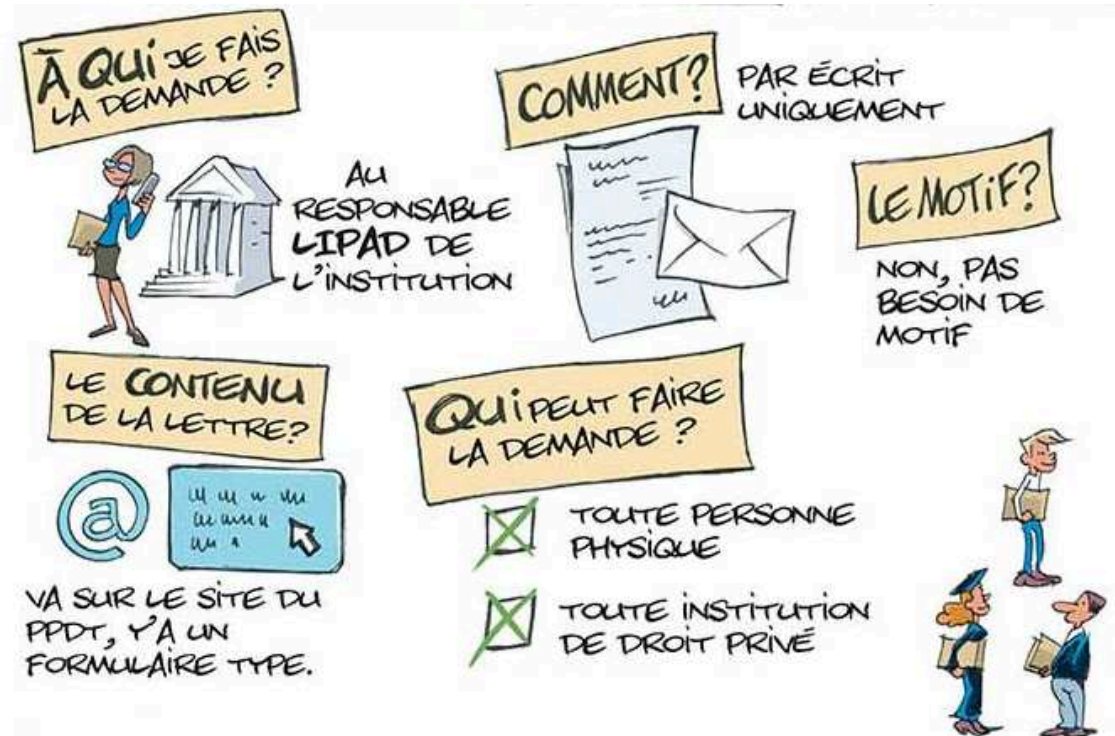 À QUI JE FAIS
LA DEMANDE ?
AU
RESPONSABLE
LIPAD DE
L'INSTITUTION
COMMENT?
PAR ÉCRIT
UNIQUEMENT
LE MOTIF?
NON, PAS
BESOIN DE
MOTIF
LE CONTENU
DE LA LETTRE?
@
VA SUR LE SITE DU
PPDT, Y'A UN
FORMULAIRE TYPE.
QUI PEUT FAIRE
LA DEMANDE ?
TOUTE PERSONNE
PHYSIQUE
TOUTE INSTITUTION
DE DROIT PRIVÉ